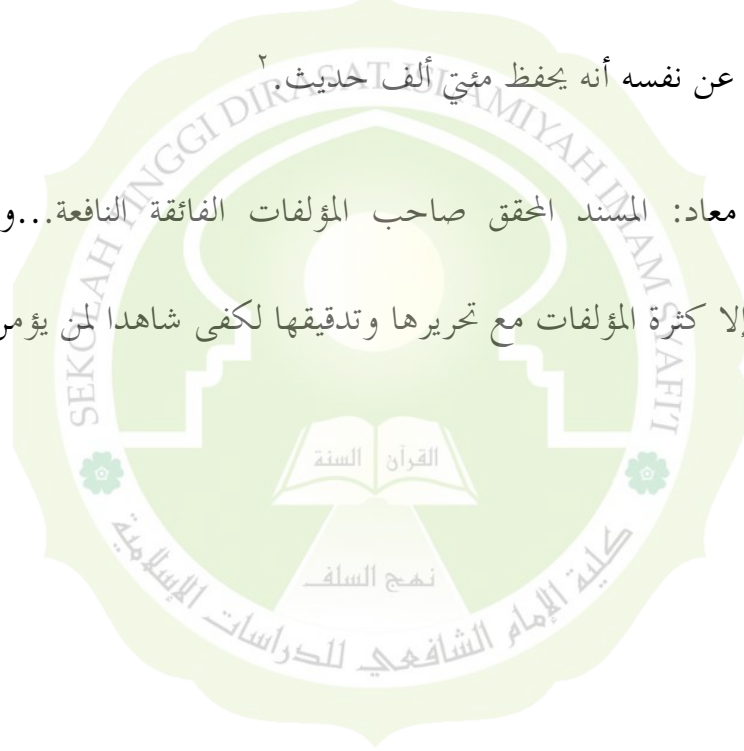 عن نفسه أنه يحفظ مئتي ألف حديث.٢
معاد: المسند المحقق صاحب المؤلفات الفائقة النافعة...و
إلا كثرة المؤلفات مع تحريرها وتدقيقها لكفى شاهدا لمن يؤمن
SEKOLAH TINGGI DIRASAT ISLAMIYAH IMAM SYAFI'I
القرآن السنة
نهج السلف
كلية الإمام الشافعي للدراسات الإسلامية